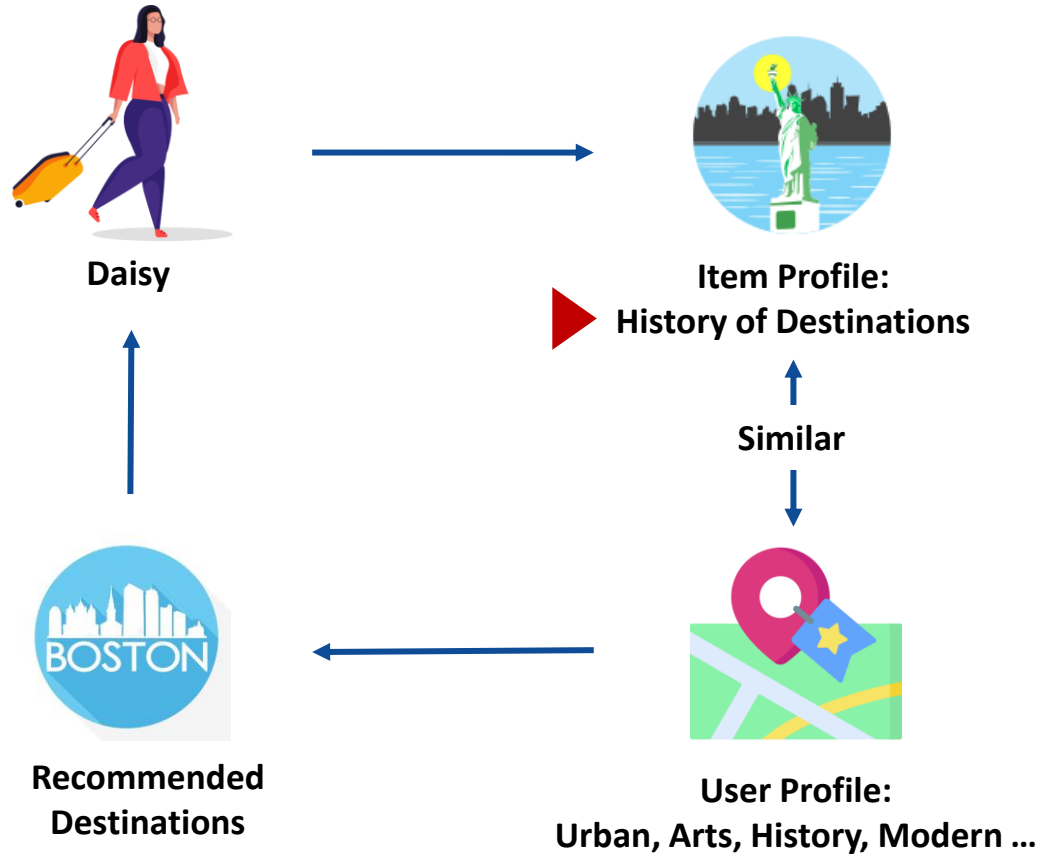 Daisy
Item Profile:
History of Destinations
Similar
BOSTON
Recommended
Destinations
User Profile:
Urban, Arts, History, Modern ...